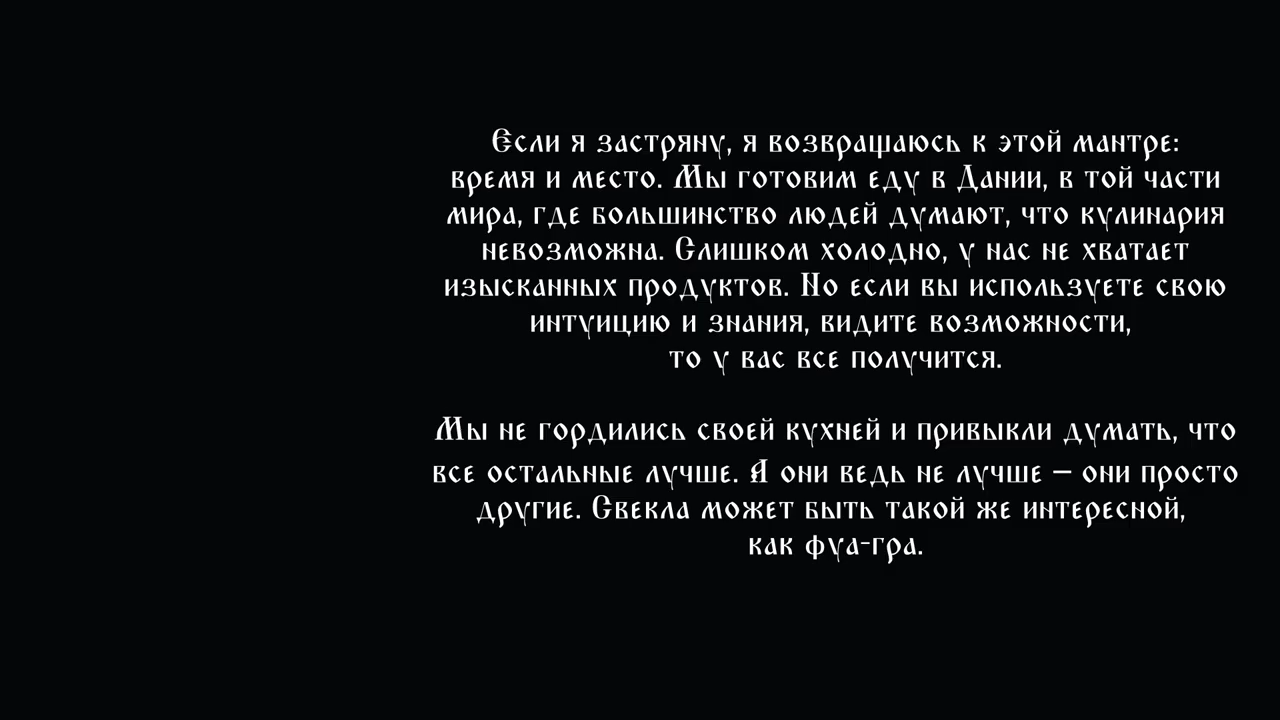 Если я застряну, я возвращаюсь к этой мантре:
время и место. Мы готовим еду в Дании, в той части
мира, где большинство людей думают, что кулинария
невозможна. Слишком холодно, у нас не хватает
изысканных продуктов. Но если вы используете свою
интуицию и знания, видите возможности,
то у вас все получится.
Мы не гордились своей кухней и привыкли думать, что
все остальные лучше. А они ведь не лучше – они просто
другие. Свекла может быть такой же интересной,
как фуа-гра.